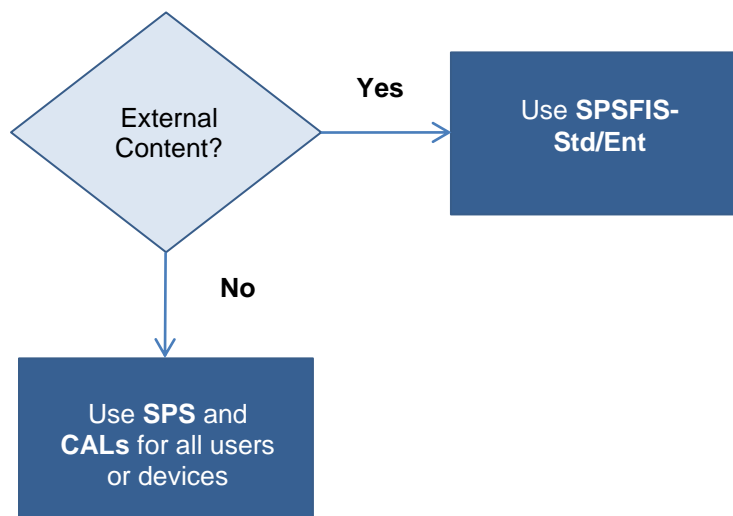 External
Content?
Yes
Use SPSFIS-
Std/Ent
No
Use SPS and
CALs for all users
or devices